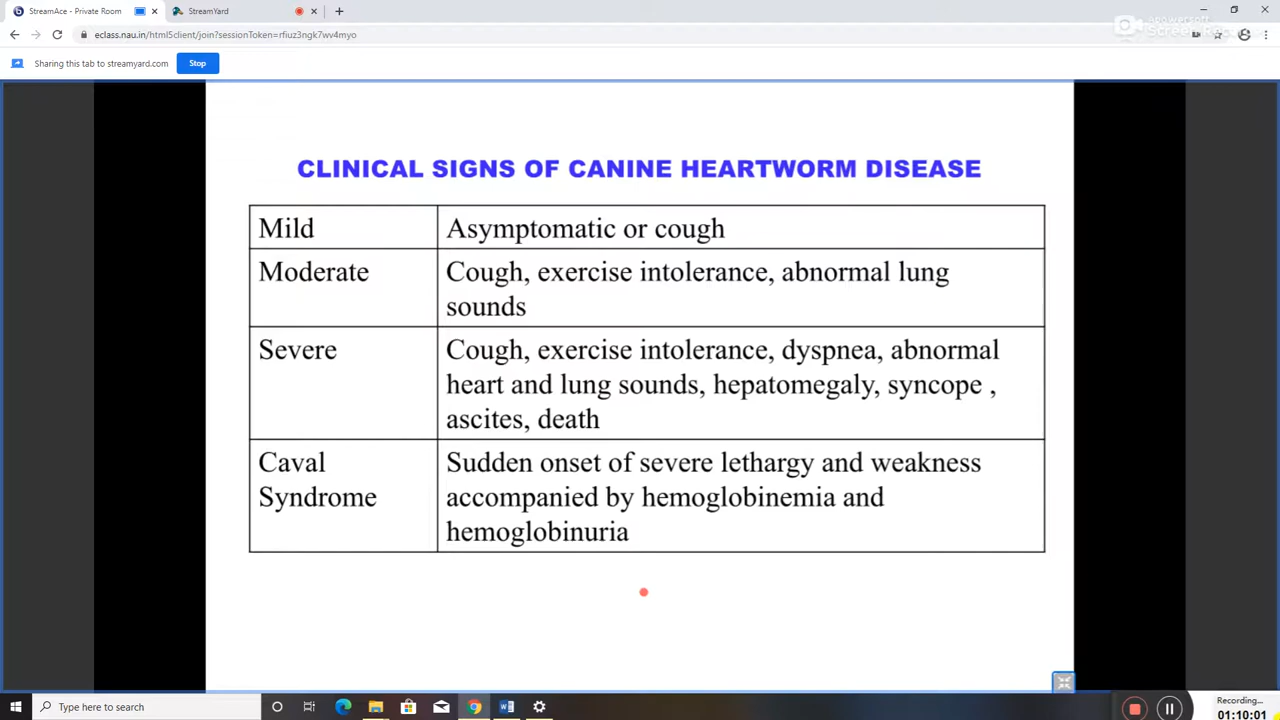 StreamAce - Private Room
StreamYard
eclass.nau.in/html5client/join?sessionToken=rfiuz3ngk7wv4myo
Apowersoft
Sharing this tab to streamyard.com
Stop
CLINICAL SIGNS OF CANINE HEARTWORM DISEASE
Mild
Asymptomatic or cough
Moderate
Cough, exercise intolerance, abnormal lung
sounds
Severe
Cough, exercise intolerance, dyspnea, abnormal
heart and lung sounds, hepatomegaly, syncope ,
ascites, death
Caval
Syndrome
Sudden onset of severe lethargy and weakness
accompanied by hemoglobinemia and
hemoglobinuria
Type here to search
Recording...
01:10:01